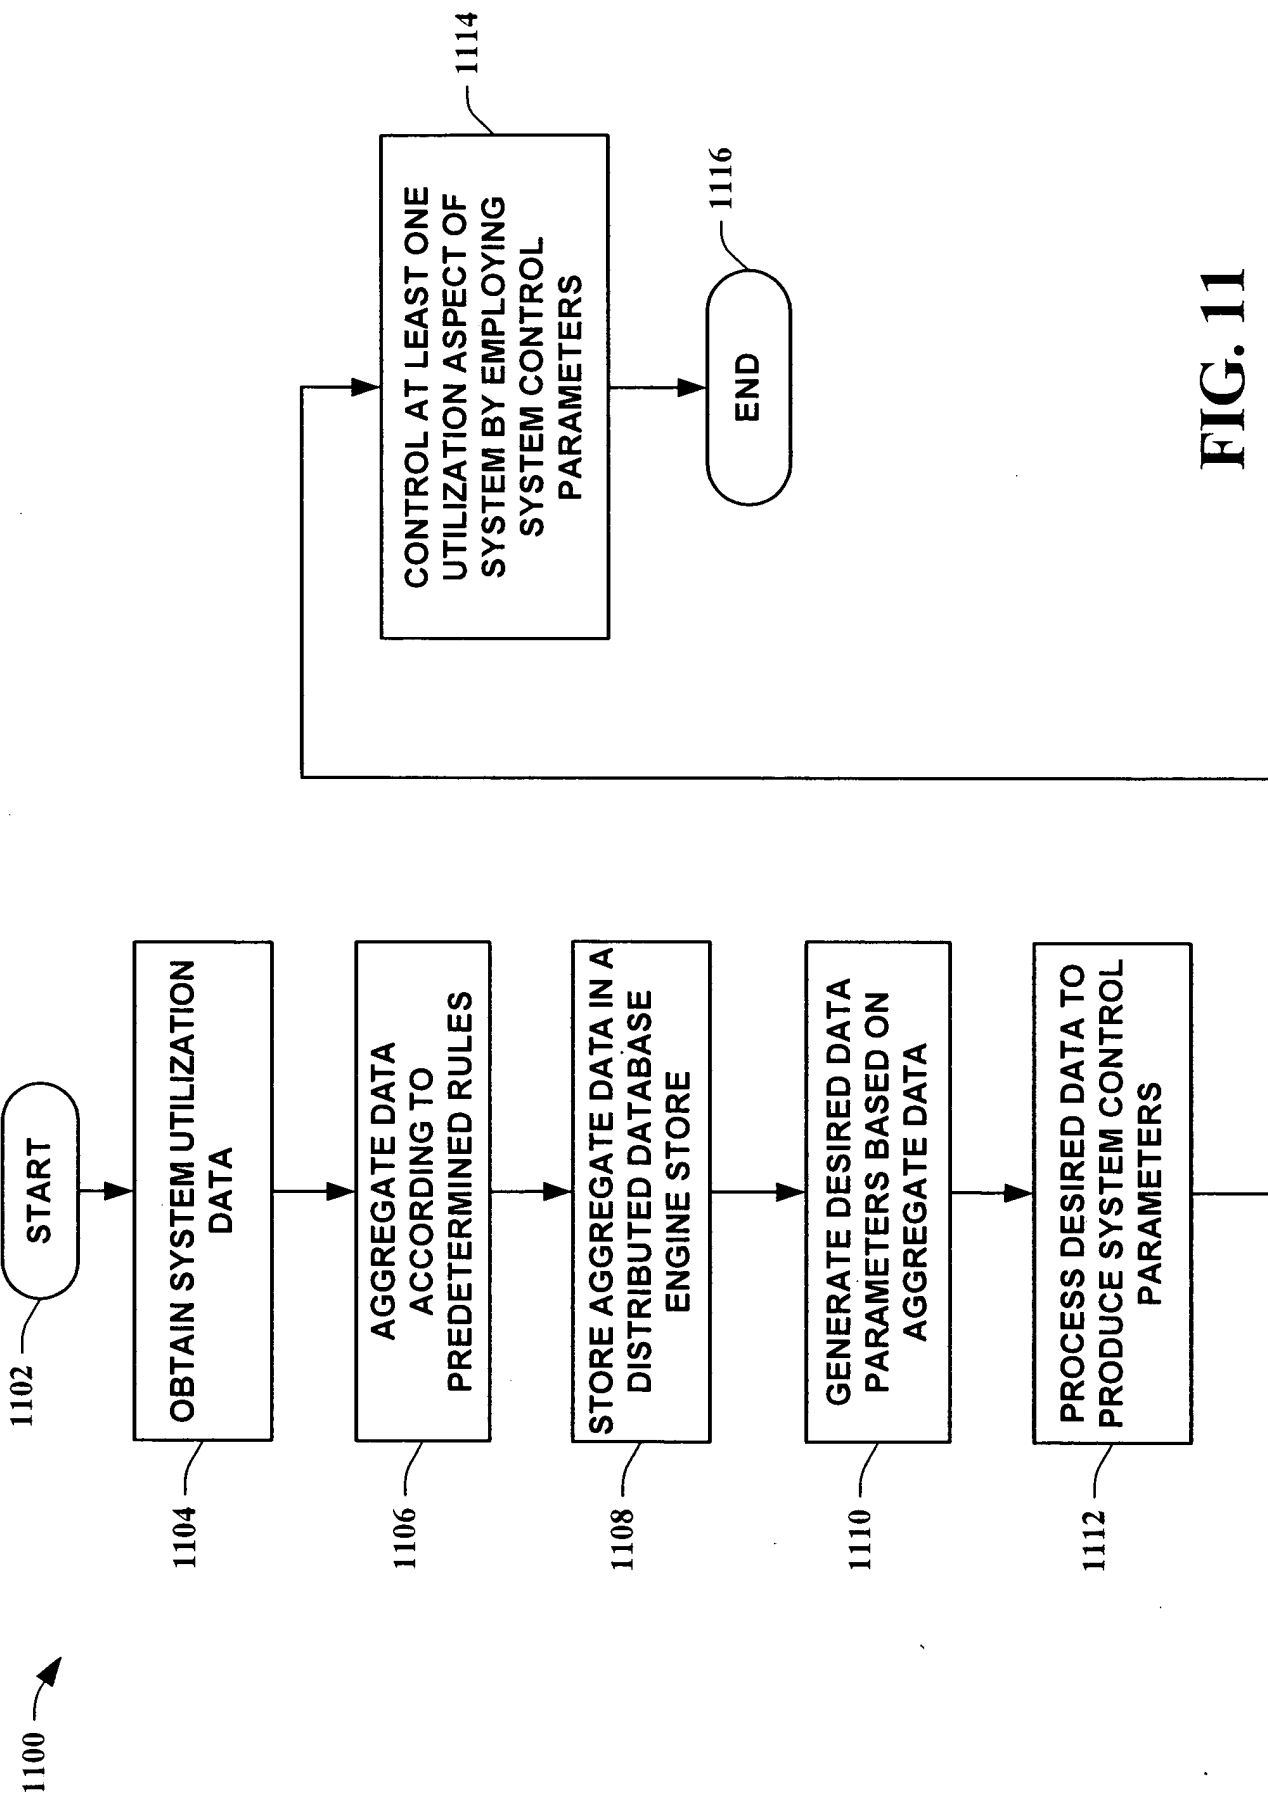 1100
1102
START
1104
OBTAIN SYSTEM UTILIZATION
DATA
1106
AGGREGATE DATA
ACCORDING TO
PREDETERMINED RULES
1108
STORE AGGREGATE DATA IN A
DISTRIBUTED DATABASE
ENGINE STORE
1110
GENERATE DESIRED DATA
PARAMETERS BASED ON
AGGREGATE DATA
1112
PROCESS DESIRED DATA TO
PRODUCE SYSTEM CONTROL
PARAMETERS
1114
CONTROL AT LEAST ONE
UTILIZATION ASPECT OF
SYSTEM BY EMPLOYING
SYSTEM CONTROL
PARAMETERS
1116
END
FIG. 11